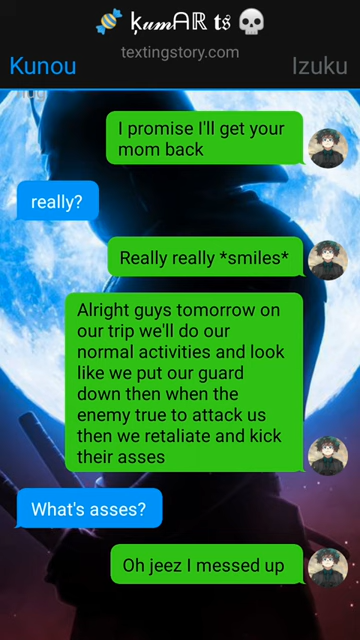 🍬 ķ𝓊𝓂ᗩℝ 𝖙𝔰 💀
textingstory.com
Kunou
Izuku
I promise I'll get your
mom back
really?
Really really *smiles*
Alright guys tomorrow on
our trip we'll do our
normal activities and look
like we put our guard
down then when the
enemy true to attack us
then we retaliate and kick
their asses
What's asses?
Oh jeez I messed up